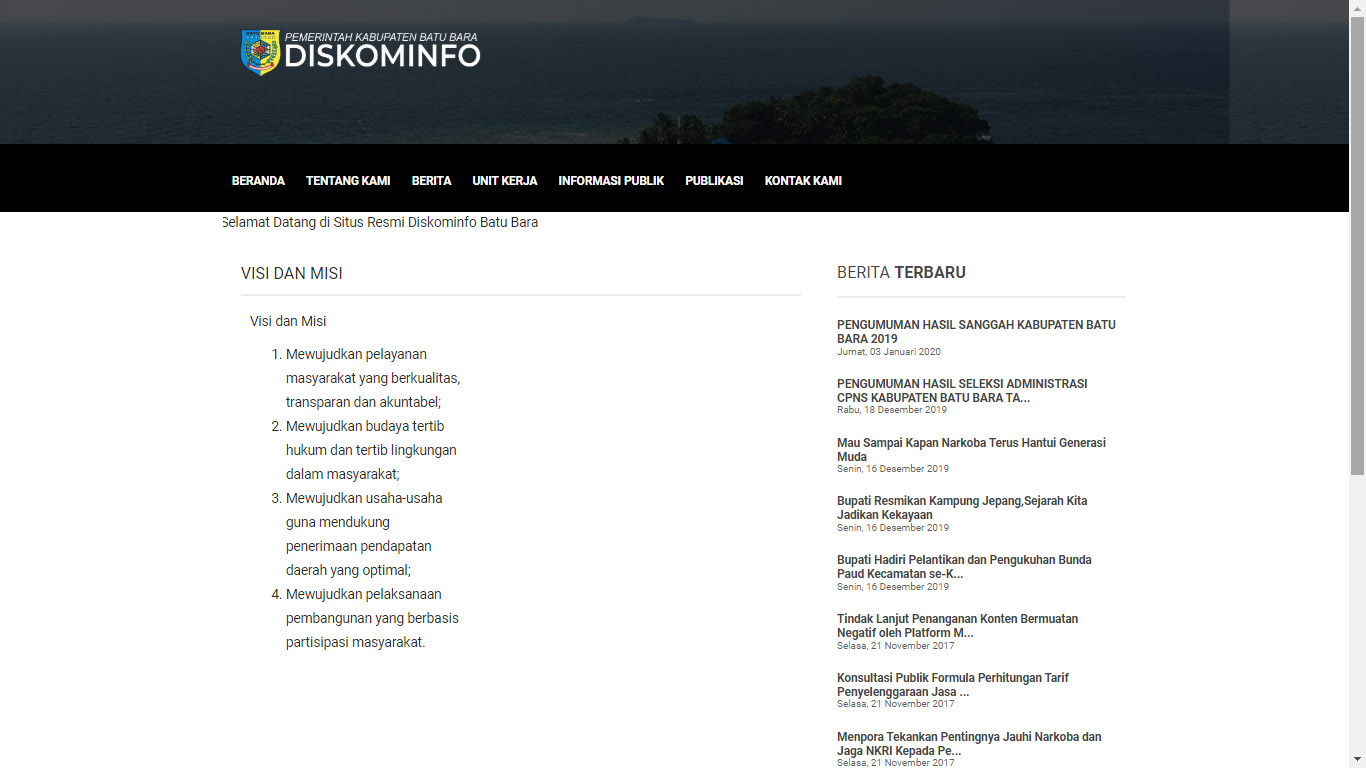 BATU BARA
PEMERINTAH KABUPATEN BATU BARA
DISKOMINFO
BERANDA TENTANG KAMI BERITA UNIT KERJA INFORMASI PUBLIK PUBLIKASI KONTAK KAMI
Selamat Datang di Situs Resmi Diskominfo Batu Bara
VISI DAN MISI
Visi dan Misi
1. Mewujudkan pelayanan
masyarakat yang berkualitas,
transparan dan akuntabel;
2. Mewujudkan budaya tertib
hukum dan tertib lingkungan
dalam masyarakat;
3. Mewujudkan usaha-usaha
guna mendukung
penerimaan pendapatan
daerah yang optimal;
4. Mewujudkan pelaksanaan
pembangunan yang berbasis
partisipasi masyarakat.
BERITA TERBARU
PENGUMUMAN HASIL SANGGAH KABUPATEN BATU
BARA 2019
Jumat, 03 Januari 2020
PENGUMUMAN HASIL SELEKSI ADMINISTRASI
CPNS KABUPATEN BATU BARA TA...
Rabu, 18 Desember 2019
Mau Sampai Kapan Narkoba Terus Hantui Generasi
Muda
Senin, 16 Desember 2019
Bupati Resmikan Kampung Jepang,Sejarah Kita
Jadikan Kekayaan
Senin, 16 Desember 2019
Bupati Hadiri Pelantikan dan Pengukuhan Bunda
Paud Kecamatan se-K...
Senin, 16 Desember 2019
Tindak Lanjut Penanganan Konten Bermuatan
Negatif oleh Platform M...
Selasa, 21 November 2017
Konsultasi Publik Formula Perhitungan Tarif
Penyelenggaraan Jasa ...
Selasa, 21 November 2017
Menpora Tekankan Pentingnya Jauhi Narkoba dan
Jaga NKRI Kepada Pe...
Selasa, 21 November 2017